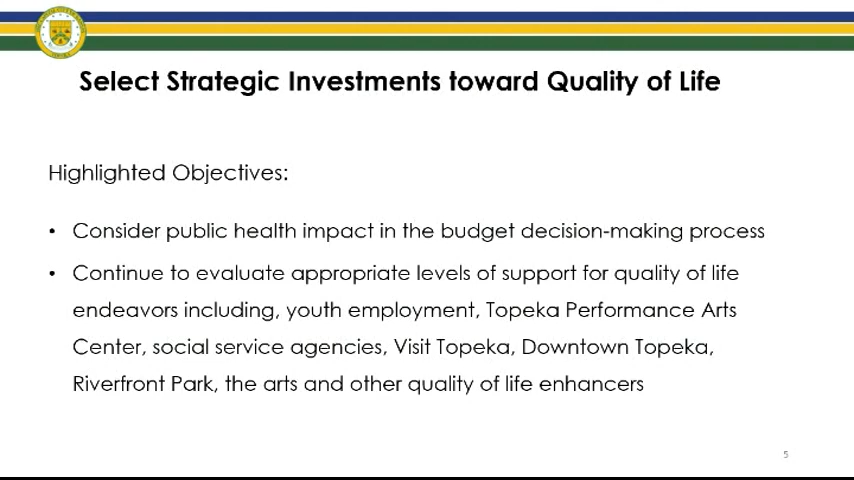 Select Strategic Investments toward Quality of Life
Highlighted Objectives:
• Consider public health impact in the budget decision-making process
• Continue to evaluate appropriate levels of support for quality of life
endeavors including, youth employment, Topeka Performance Arts
Center, social service agencies, Visit Topeka, Downtown Topeka,
Riverfront Park, the arts and other quality of life enhancers
5